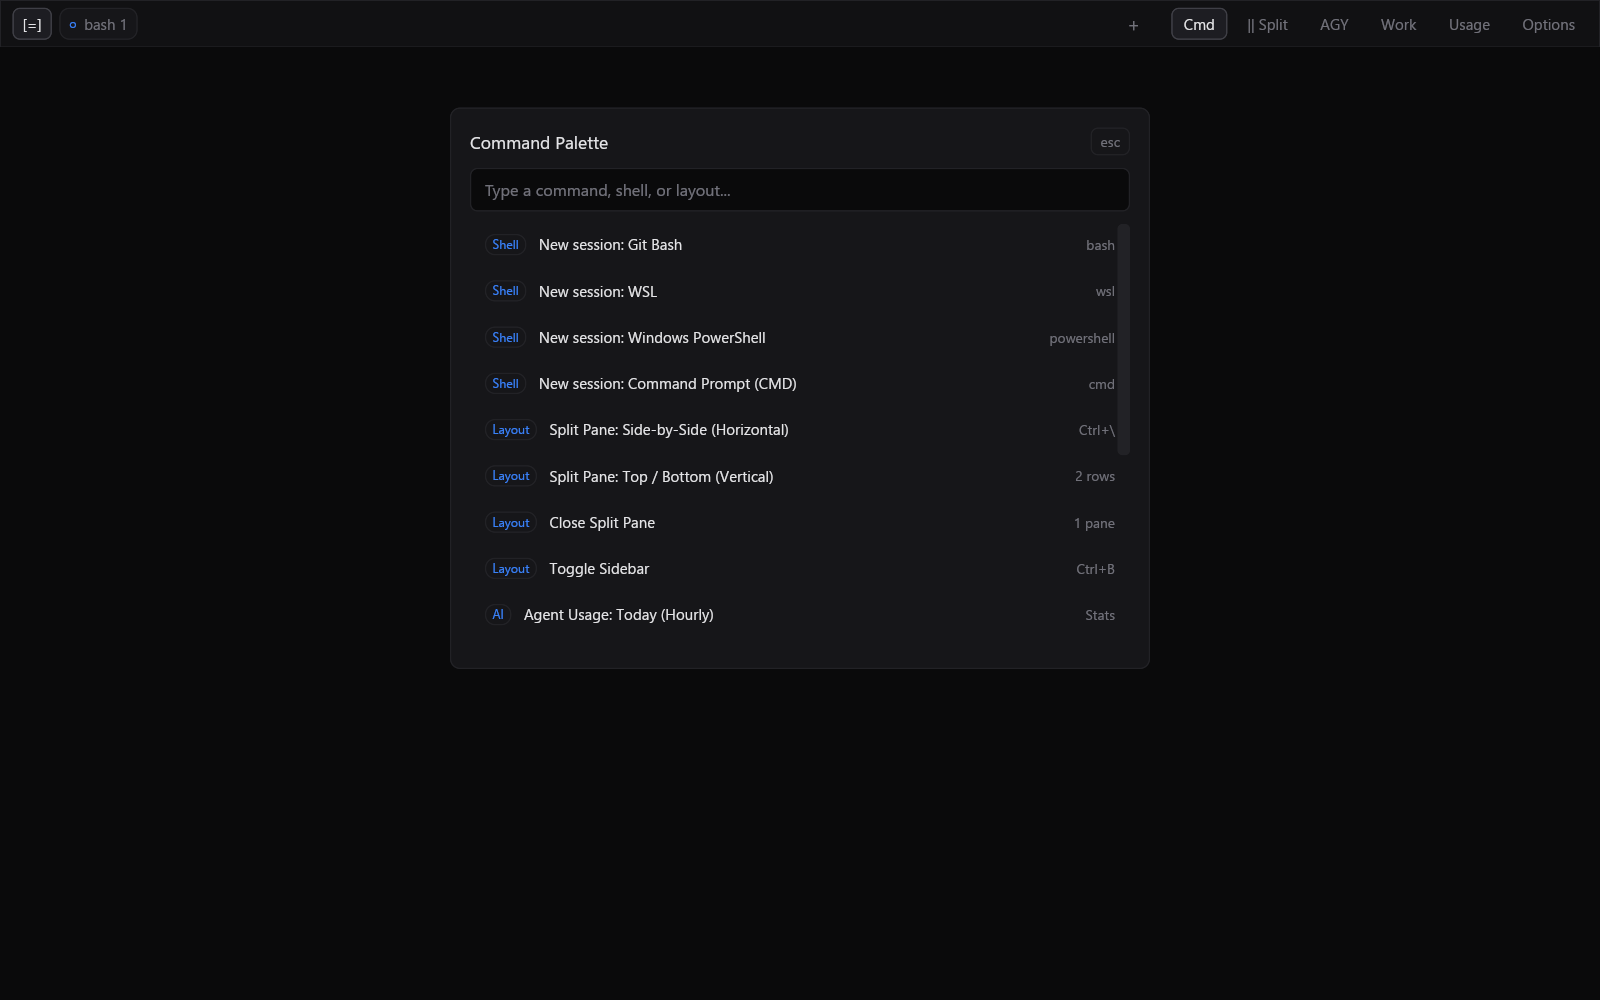 [=] bash 1 + Cmd || Split AGY Work Usage Options
Command Palette esc
Type a command, shell, or layout...
Shell New session: Git Bash bash
Shell New session: WSL wsl
Shell New session: Windows PowerShell powershell
Shell New session: Command Prompt (CMD) cmd
Layout Split Pane: Side-by-Side (Horizontal) Ctrl+\
Layout Split Pane: Top / Bottom (Vertical) 2 rows
Layout Close Split Pane 1 pane
Layout Toggle Sidebar Ctrl+B
AI Agent Usage: Today (Hourly) Stats